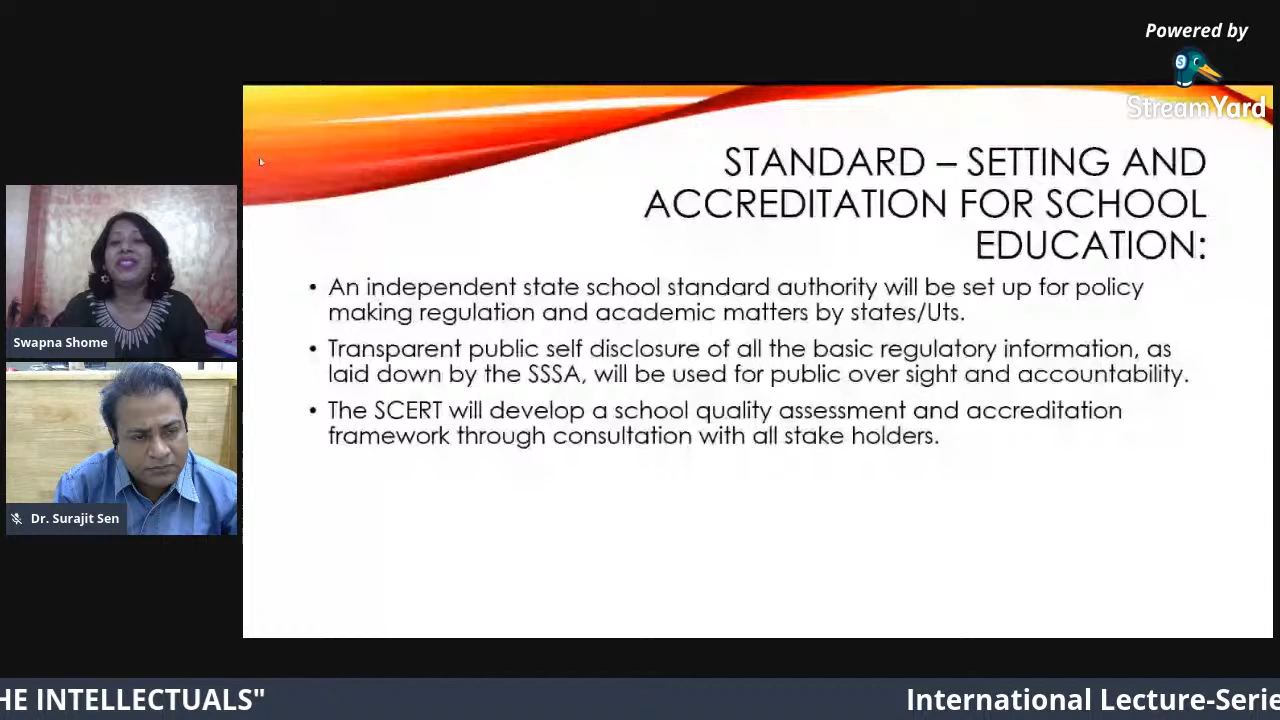 Powered by
StreamYard
STANDARD – SETTING AND
ACCREDITATION FOR SCHOOL
EDUCATION:
• An independent state school standard authority will be set up for policy
making regulation and academic matters by states/Uts.
• Transparent public self disclosure of all the basic regulatory information, as
laid down by the SSSA, will be used for public over sight and accountability.
• The SCERT will develop a school quality assessment and accreditation
framework through consultation with all stake holders.
Swapna Shome
Dr. Surajit Sen
HE INTELLECTUALS"
International Lecture-Serie